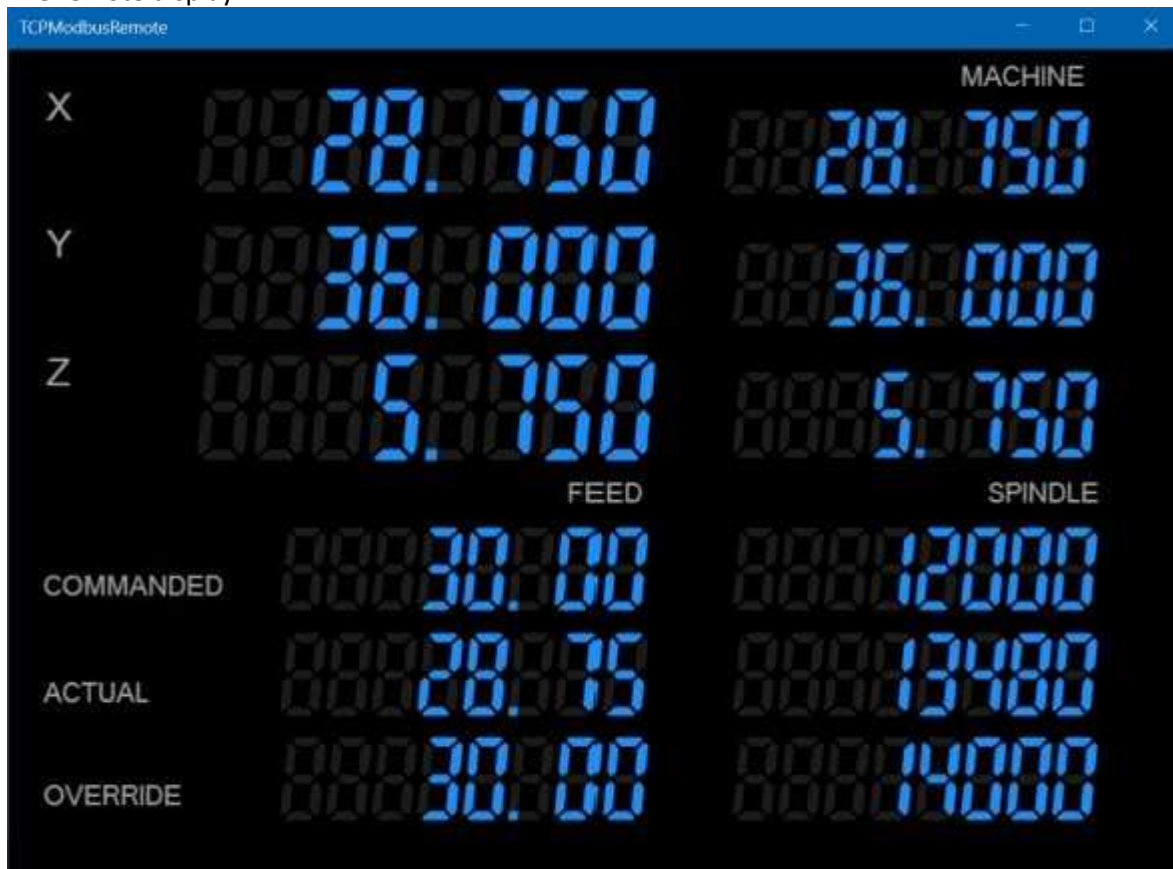 TCPModbusRemote
MACHINE
X 28.750 28.750
Y 36.000 36.000
Z 5.750 5.750
FEED SPINDLE
COMMANDED 30.00 12000
ACTUAL 28.75 13480
OVERRIDE 30.00 14000